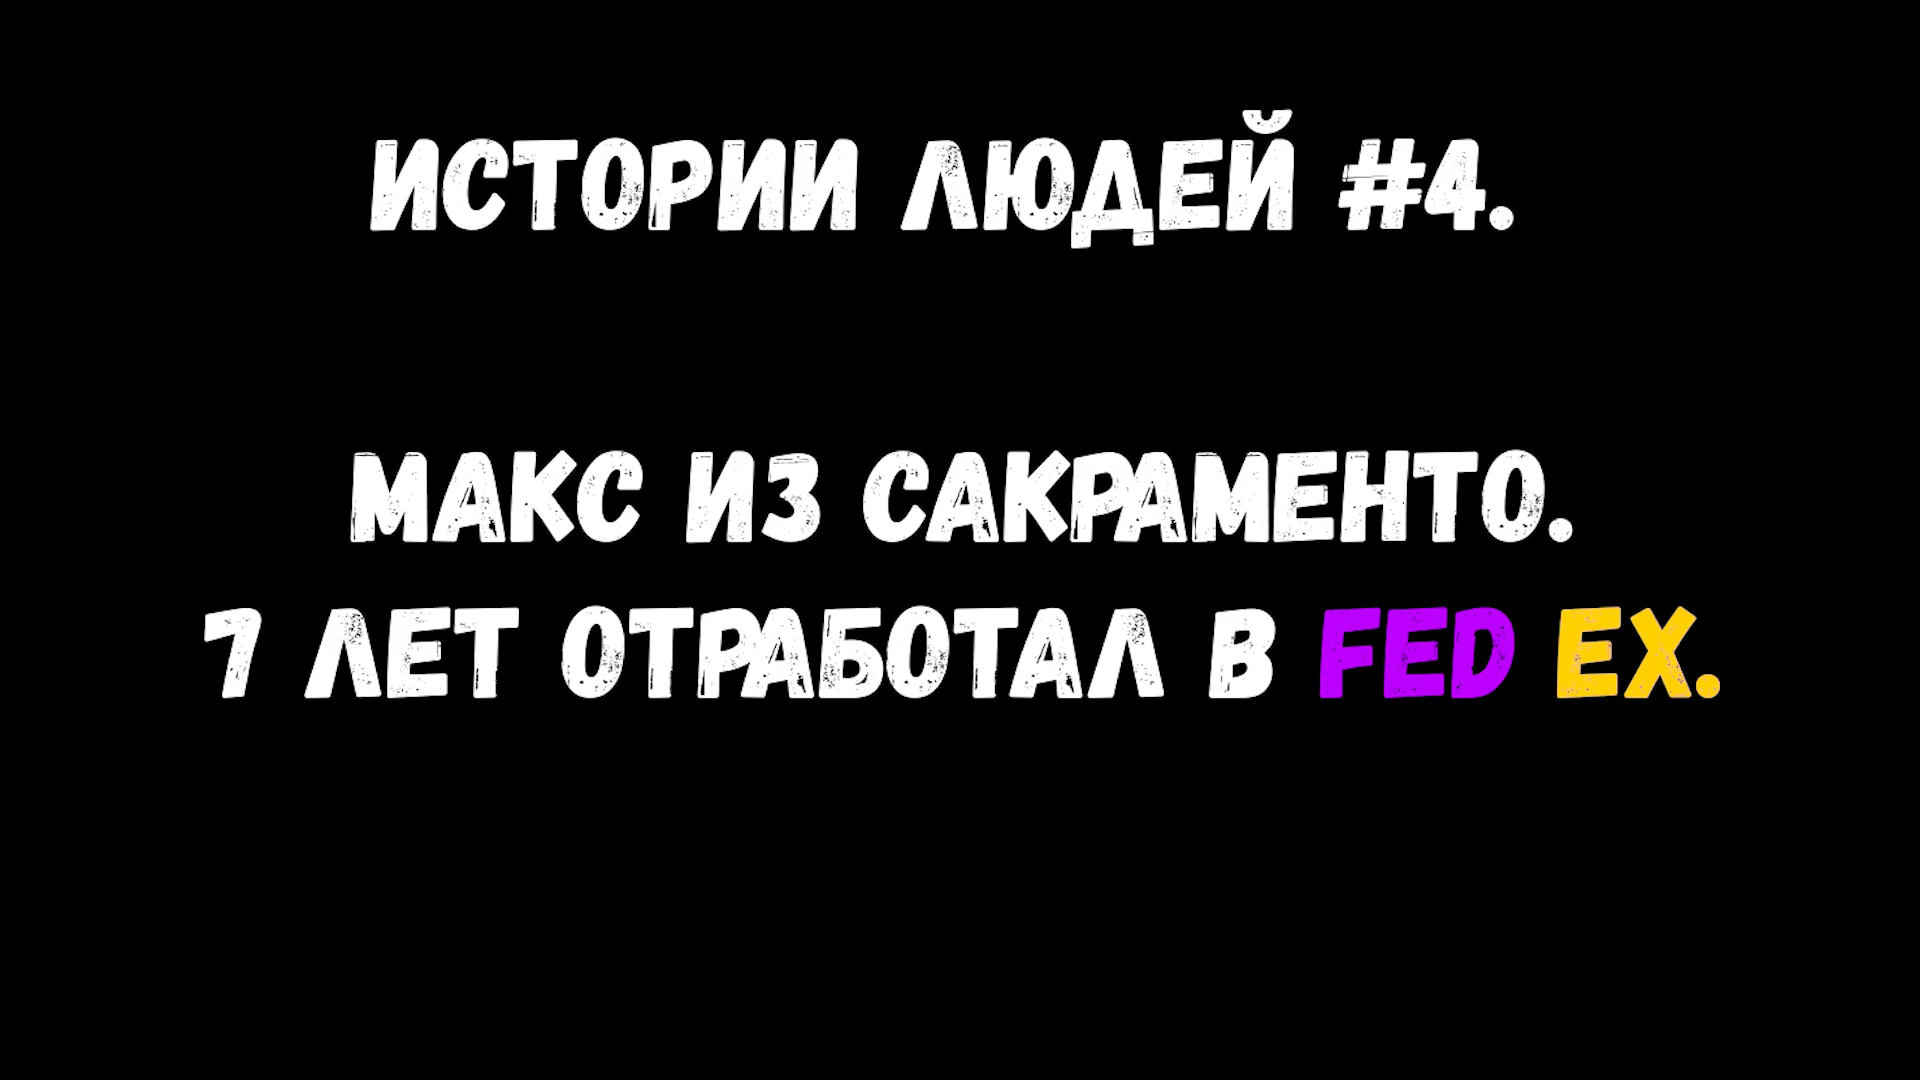 ИСТОРИИ ЛЮДЕЙ #4.
МАКС ИЗ САКРАМЕНТО.
7 ЛЕТ ОТРАБОТАЛ В FED EX.